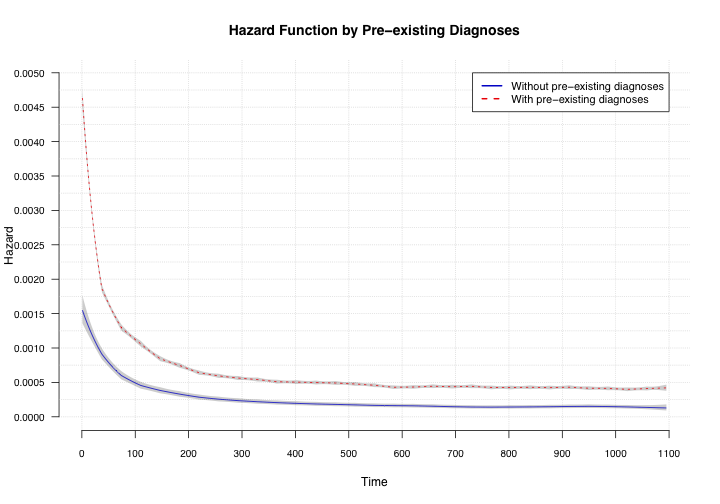 Hazard Function by Pre−existing Diagnoses
Without pre−existing diagnoses
With pre−existing diagnoses
Hazard
0.0050
0.0045
0.0040
0.0035
0.0030
0.0025
0.0020
0.0015
0.0010
0.0005
0.0000
0 100 200 300 400 500 600 700 800 900 1000 1100
Time